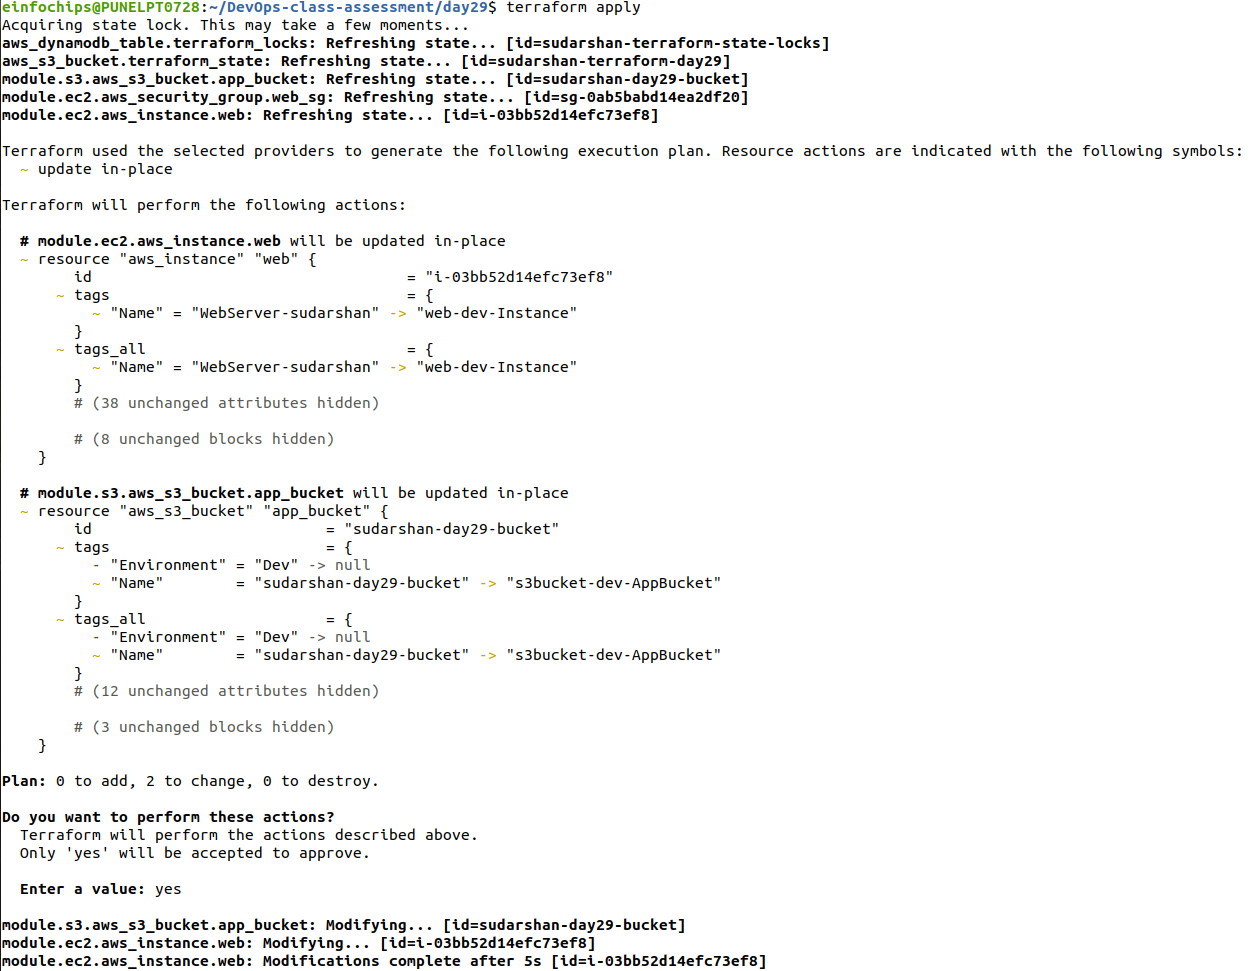 einfochips@PUNELPT0728:~/DevOps-class-assessment/day29$ terraform apply
Acquiring state lock. This may take a few moments...
aws_dynamodb_table.terraform_locks: Refreshing state... [id=sudarshan-terraform-state-locks]
aws_s3_bucket.terraform_state: Refreshing state... [id=sudarshan-terraform-day29]
module.s3.aws_s3_bucket.app_bucket: Refreshing state... [id=sudarshan-day29-bucket]
module.ec2.aws_security_group.web_sg: Refreshing state... [id=sg-0ab5babd14ea2df20]
module.ec2.aws_instance.web: Refreshing state... [id=i-03bb52d14efc73ef8]

Terraform used the selected providers to generate the following execution plan. Resource actions are indicated with the following symbols:
  ~ update in-place

Terraform will perform the following actions:

  # module.ec2.aws_instance.web will be updated in-place
  ~ resource "aws_instance" "web" {
        id                                   = "i-03bb52d14efc73ef8"
      ~ tags                                 = {
          ~ "Name" = "WebServer-sudarshan" -> "web-dev-Instance"
        }
      ~ tags_all                             = {
          ~ "Name" = "WebServer-sudarshan" -> "web-dev-Instance"
        }
        # (38 unchanged attributes hidden)

        # (8 unchanged blocks hidden)
    }

  # module.s3.aws_s3_bucket.app_bucket will be updated in-place
  ~ resource "aws_s3_bucket" "app_bucket" {
        id                          = "sudarshan-day29-bucket"
      ~ tags                        = {
          - "Environment" = "Dev" -> null
          ~ "Name"        = "sudarshan-day29-bucket" -> "s3bucket-dev-AppBucket"
        }
      ~ tags_all                    = {
          - "Environment" = "Dev" -> null
          ~ "Name"        = "sudarshan-day29-bucket" -> "s3bucket-dev-AppBucket"
        }
        # (12 unchanged attributes hidden)

        # (3 unchanged blocks hidden)
    }

Plan: 0 to add, 2 to change, 0 to destroy.

Do you want to perform these actions?
  Terraform will perform the actions described above.
  Only 'yes' will be accepted to approve.

  Enter a value: yes

module.s3.aws_s3_bucket.app_bucket: Modifying... [id=sudarshan-day29-bucket]
module.ec2.aws_instance.web: Modifying... [id=i-03bb52d14efc73ef8]
module.ec2.aws_instance.web: Modifications complete after 5s [id=i-03bb52d14efc73ef8]